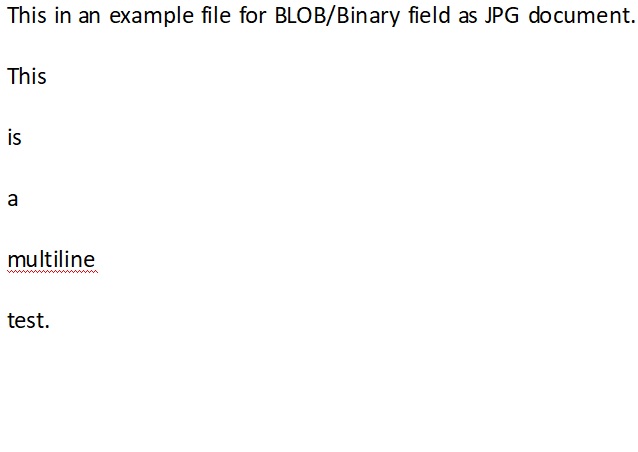 This in an example file for BLOB/Binary field as JPG document.
This
is
a
multiline
test.